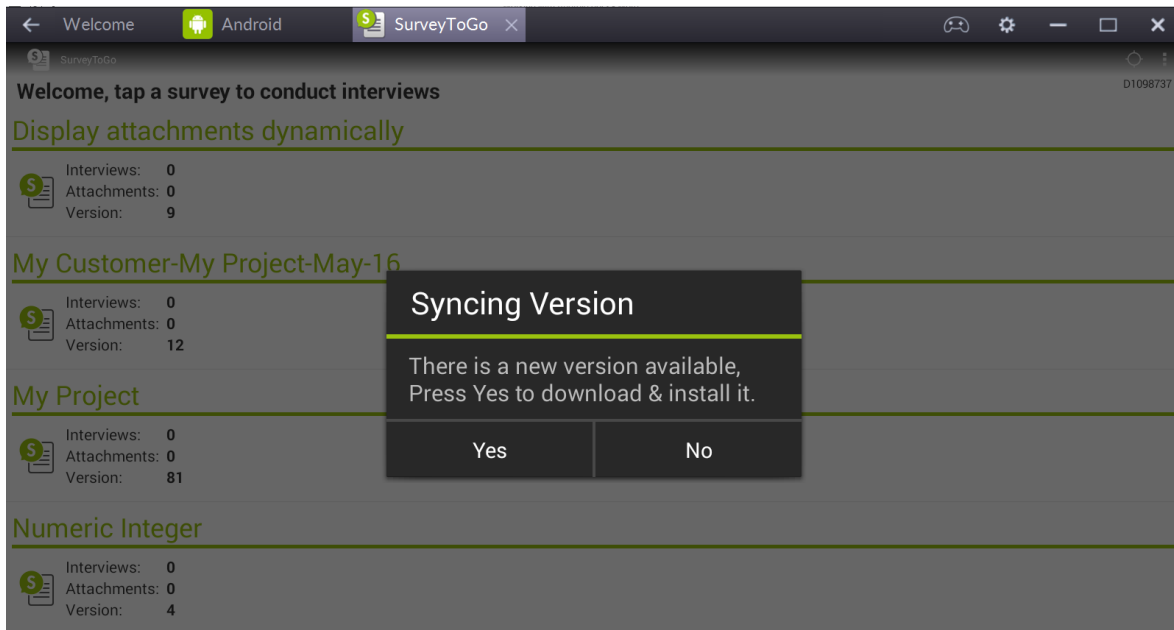 Welcome Android SurveyToGo
SurveyToGo
D1098737
Welcome, tap a survey to conduct interviews
Display attachments dynamically
Interviews: 0
Attachments: 0
Version: 9
My Customer-My Project-May-16
Interviews: 0
Attachments: 0
Version: 12
Syncing Version
There is a new version available,
Press Yes to download & install it.
Yes No
My Project
Interviews: 0
Attachments: 0
Version: 81
Numeric Integer
Interviews: 0
Attachments: 0
Version: 4